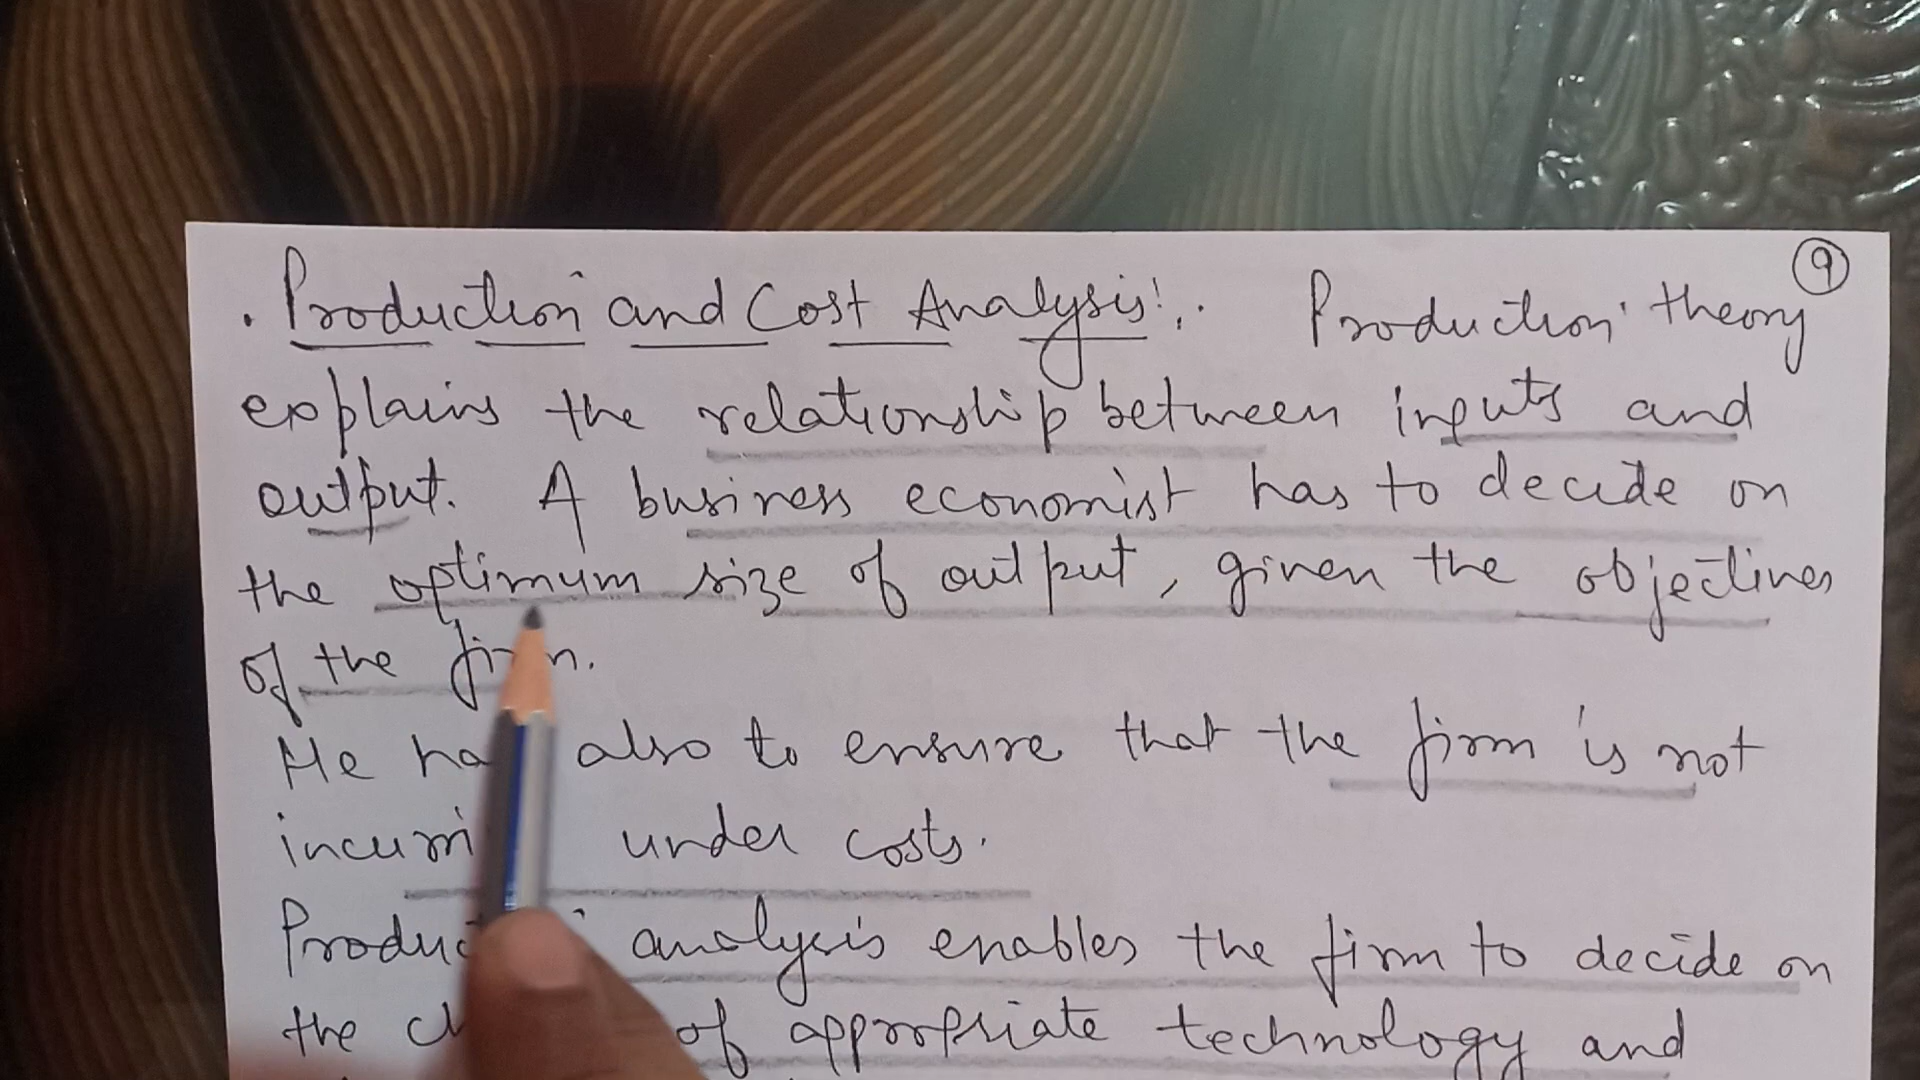 9
. Production and Cost Analysis:. Production theory
explains the relationship between inputs and
output. A business economist has to decide on
the optimum size of output, given the objectives
of the firm.
He also to ensure that the firm is not
under costs.
analysis enables the firm to decide on
the of appropriate technology and